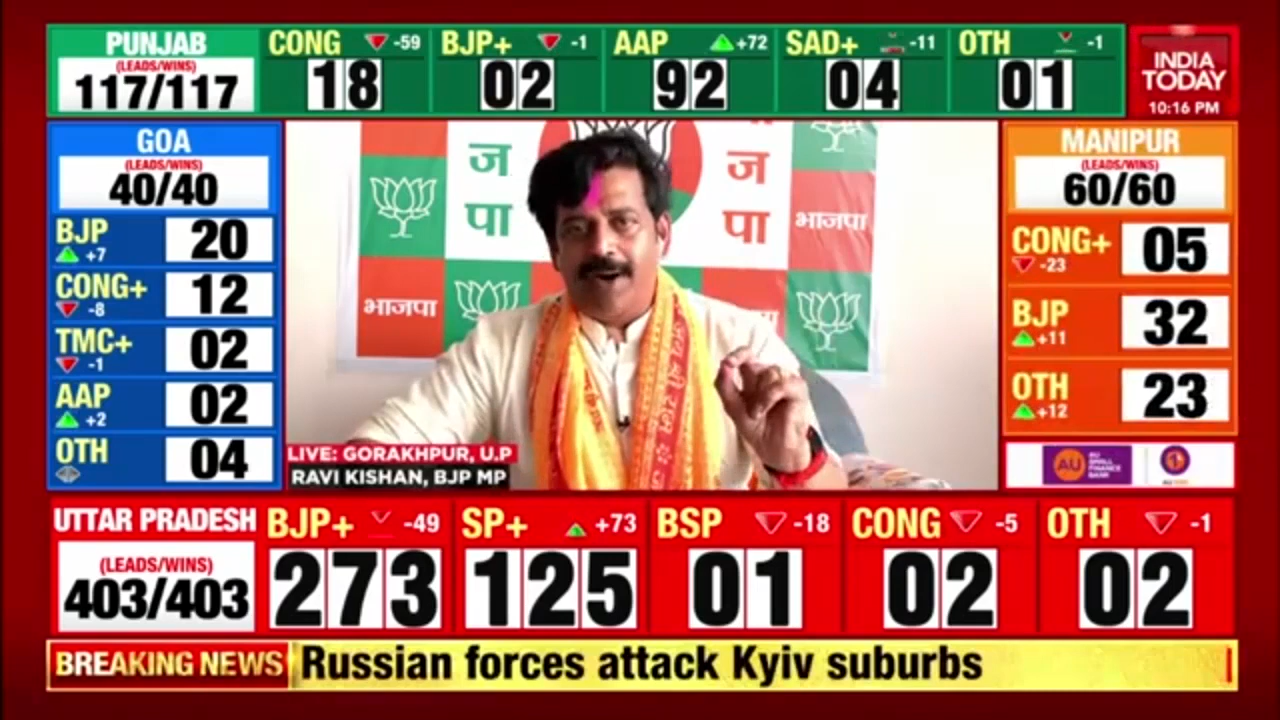 PUNJAB
(LEADS/WINS)
117/117
CONG -59
18
BJP+ -1
02
AAP +72
92
SAD+ -11
04
OTH -1
01
INDIA
TODAY
10:16 PM
GOA
(LEADS/WINS)
40/40
BJP
+7
20
CONG+
-8
12
TMC+
-1
02
AAP
+2
02
OTH
04
ज
पा
ज
पा
भाजपा
भाजपा
LIVE: GORAKHPUR, U.P
RAVI KISHAN, BJP MP
MANIPUR
(LEADS/WINS)
60/60
CONG+
-23
05
BJP
+11
32
OTH
+12
23
AU
AU
SMALL
FINANCE
BANK
UTTAR PRADESH
(LEADS/WINS)
403/403
BJP+ -49
273
SP+ +73
125
BSP -18
01
CONG -5
02
OTH -1
02
BREAKING NEWS
Russian forces attack Kyiv suburbs